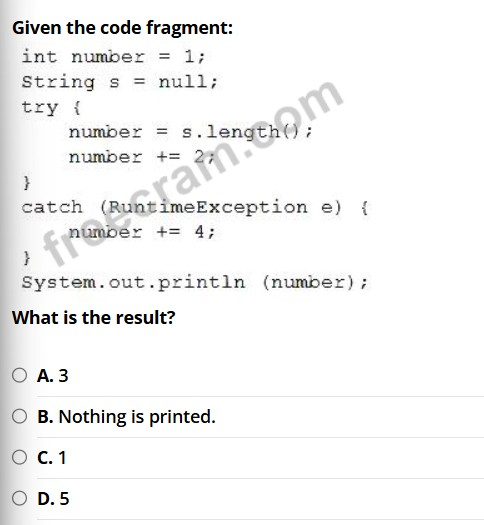 Given the code fragment:
int number = 1;
String s = null;
try {
number = s.length();
number += 2;
}
catch (RuntimeException e) {
number += 4;
}
System.out.println (number);
freecram.com
What is the result?
A. 3
B. Nothing is printed.
C. 1
D. 5